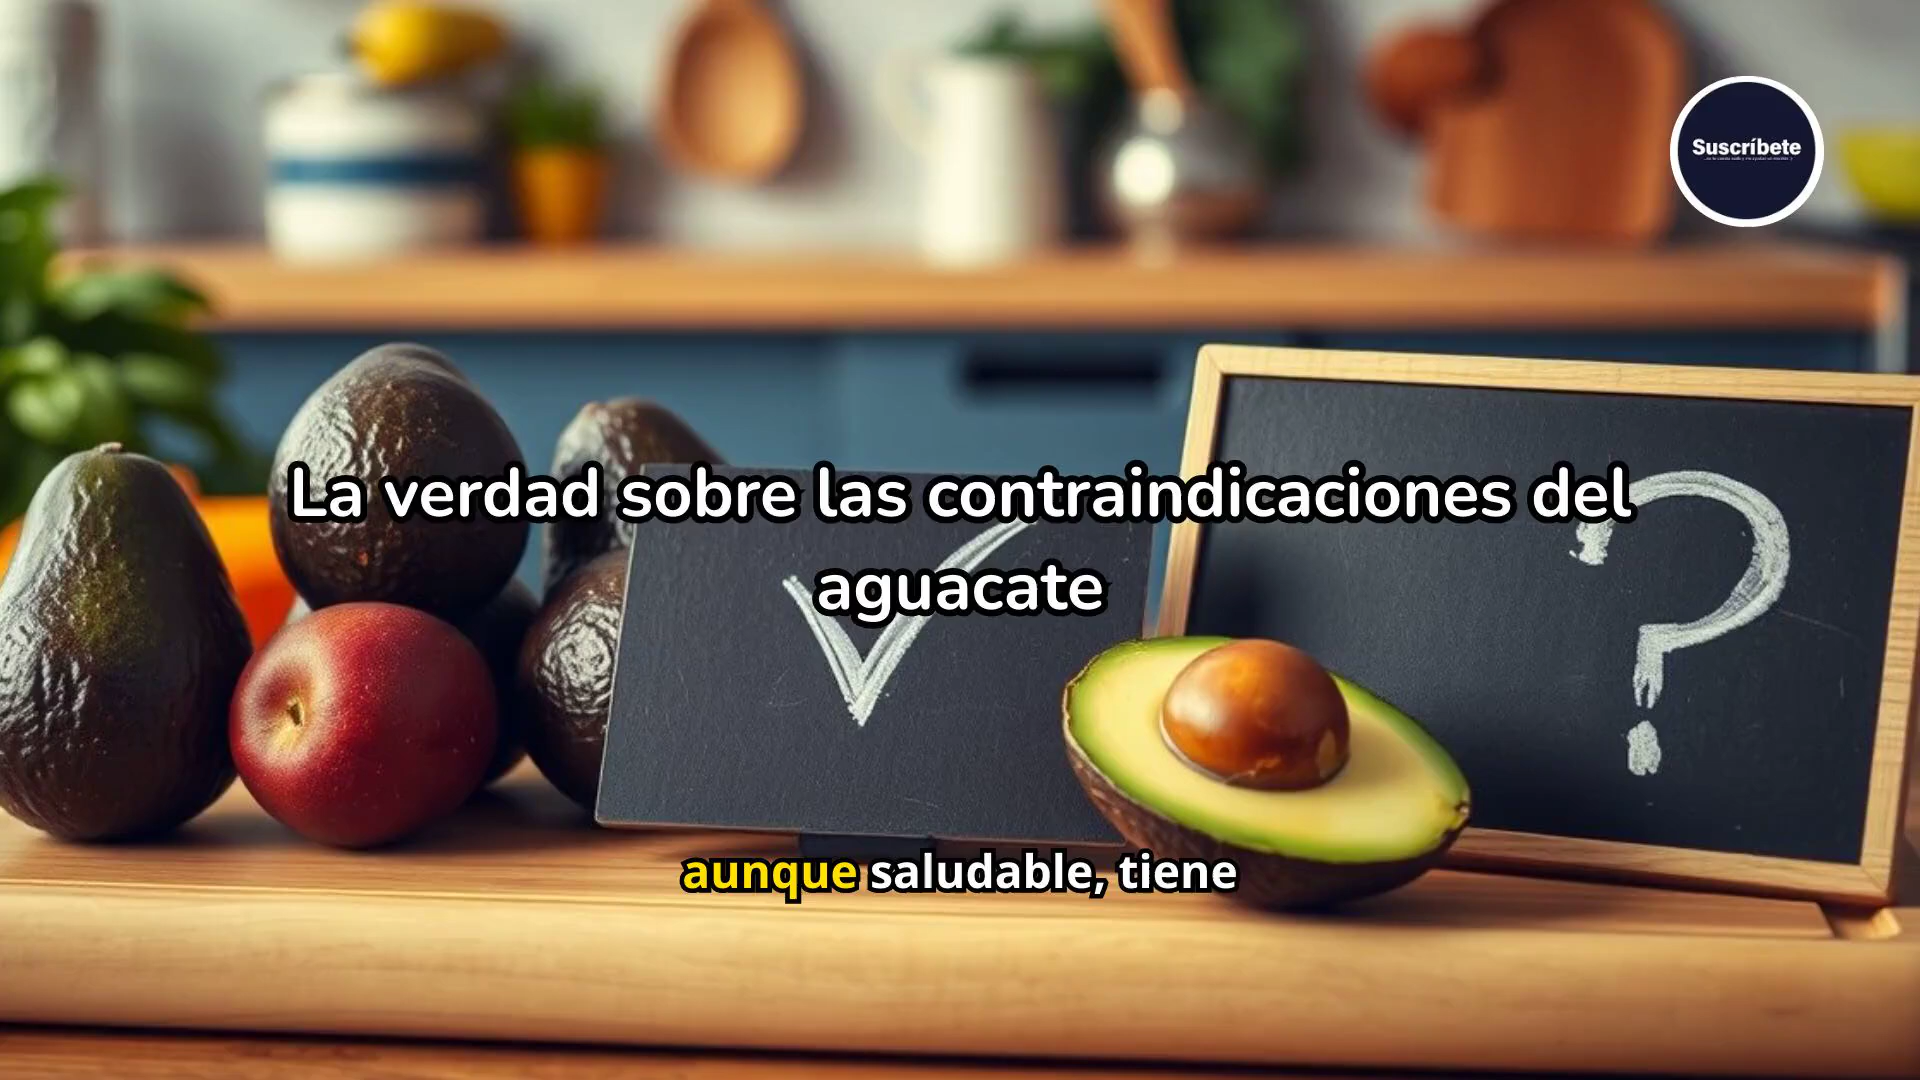 Suscríbete
La verdad sobre las contraindicaciones del
aguacate
aunque saludable, tiene